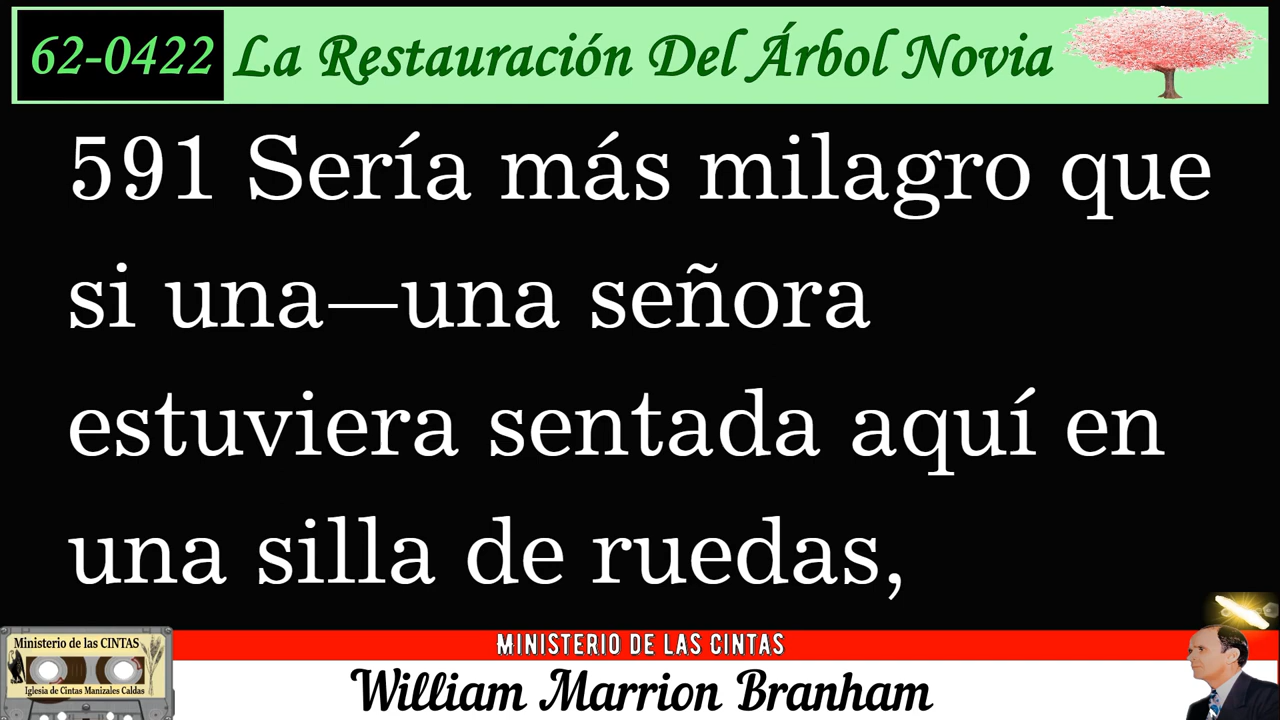 62-0422 La Restauración Del Árbol Novia
591 Sería más milagro que
si una—una señora
estuviera sentada aquí en
una silla de ruedas,
MINISTERIO DE LAS CINTAS
Ministerio de las CINTAS
Iglesia de Cintas Manizales Caldas
William Marrion Branham